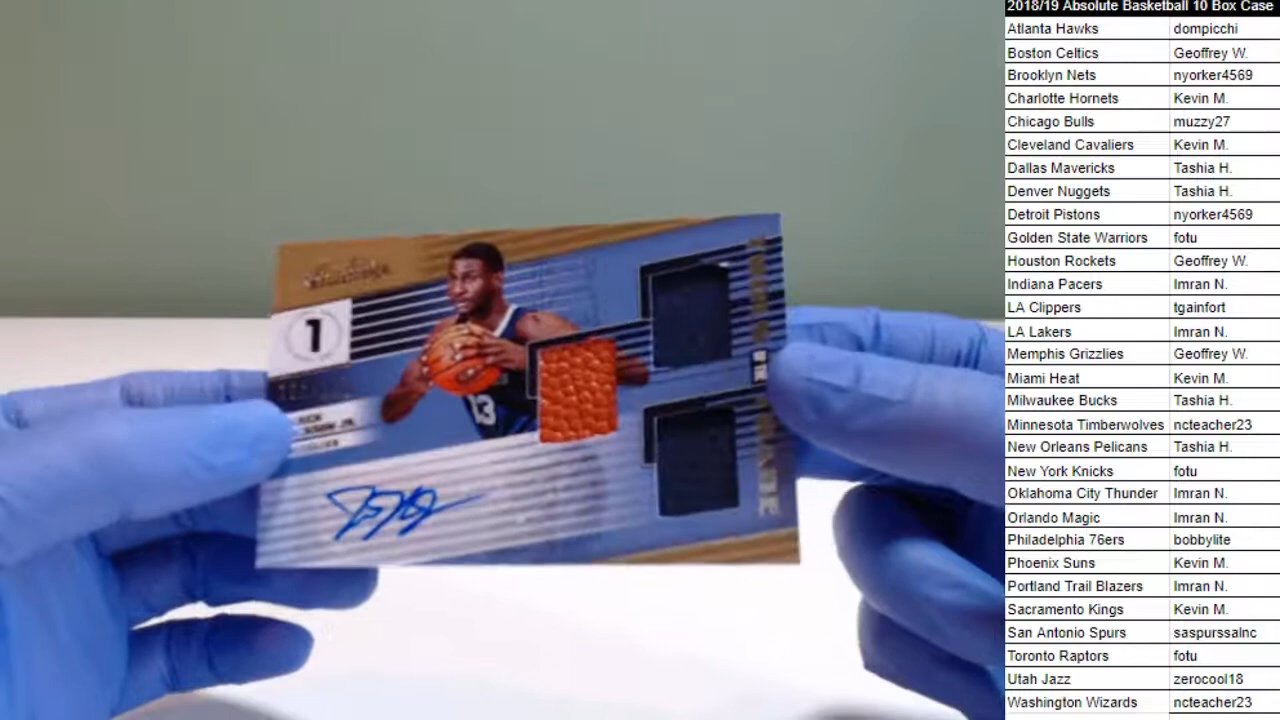 2018/19 Absolute Basketball 10 Box Case
Atlanta Hawks dompicchi
Boston Celtics Geoffrey W.
Brooklyn Nets nyorker4569
Charlotte Hornets Kevin M.
Chicago Bulls muzzy27
Cleveland Cavaliers Kevin M.
Dallas Mavericks Tashia H.
Denver Nuggets Tashia H.
Detroit Pistons nyorker4569
Golden State Warriors fotu
Houston Rockets Geoffrey W.
Indiana Pacers Imran N.
LA Clippers tgainfort
LA Lakers Imran N.
Memphis Grizzlies Geoffrey W.
Miami Heat Kevin M.
Milwaukee Bucks Tashia H.
Minnesota Timberwolves ncteacher23
New Orleans Pelicans Tashia H.
New York Knicks fotu
Oklahoma City Thunder Imran N.
Orlando Magic Imran N.
Philadelphia 76ers bobbylite
Phoenix Suns Kevin M.
Portland Trail Blazers Imran N.
Sacramento Kings Kevin M.
San Antonio Spurs saspurssalnc
Toronto Raptors fotu
Utah Jazz zerocool18
Washington Wizards ncteacher23
1
13